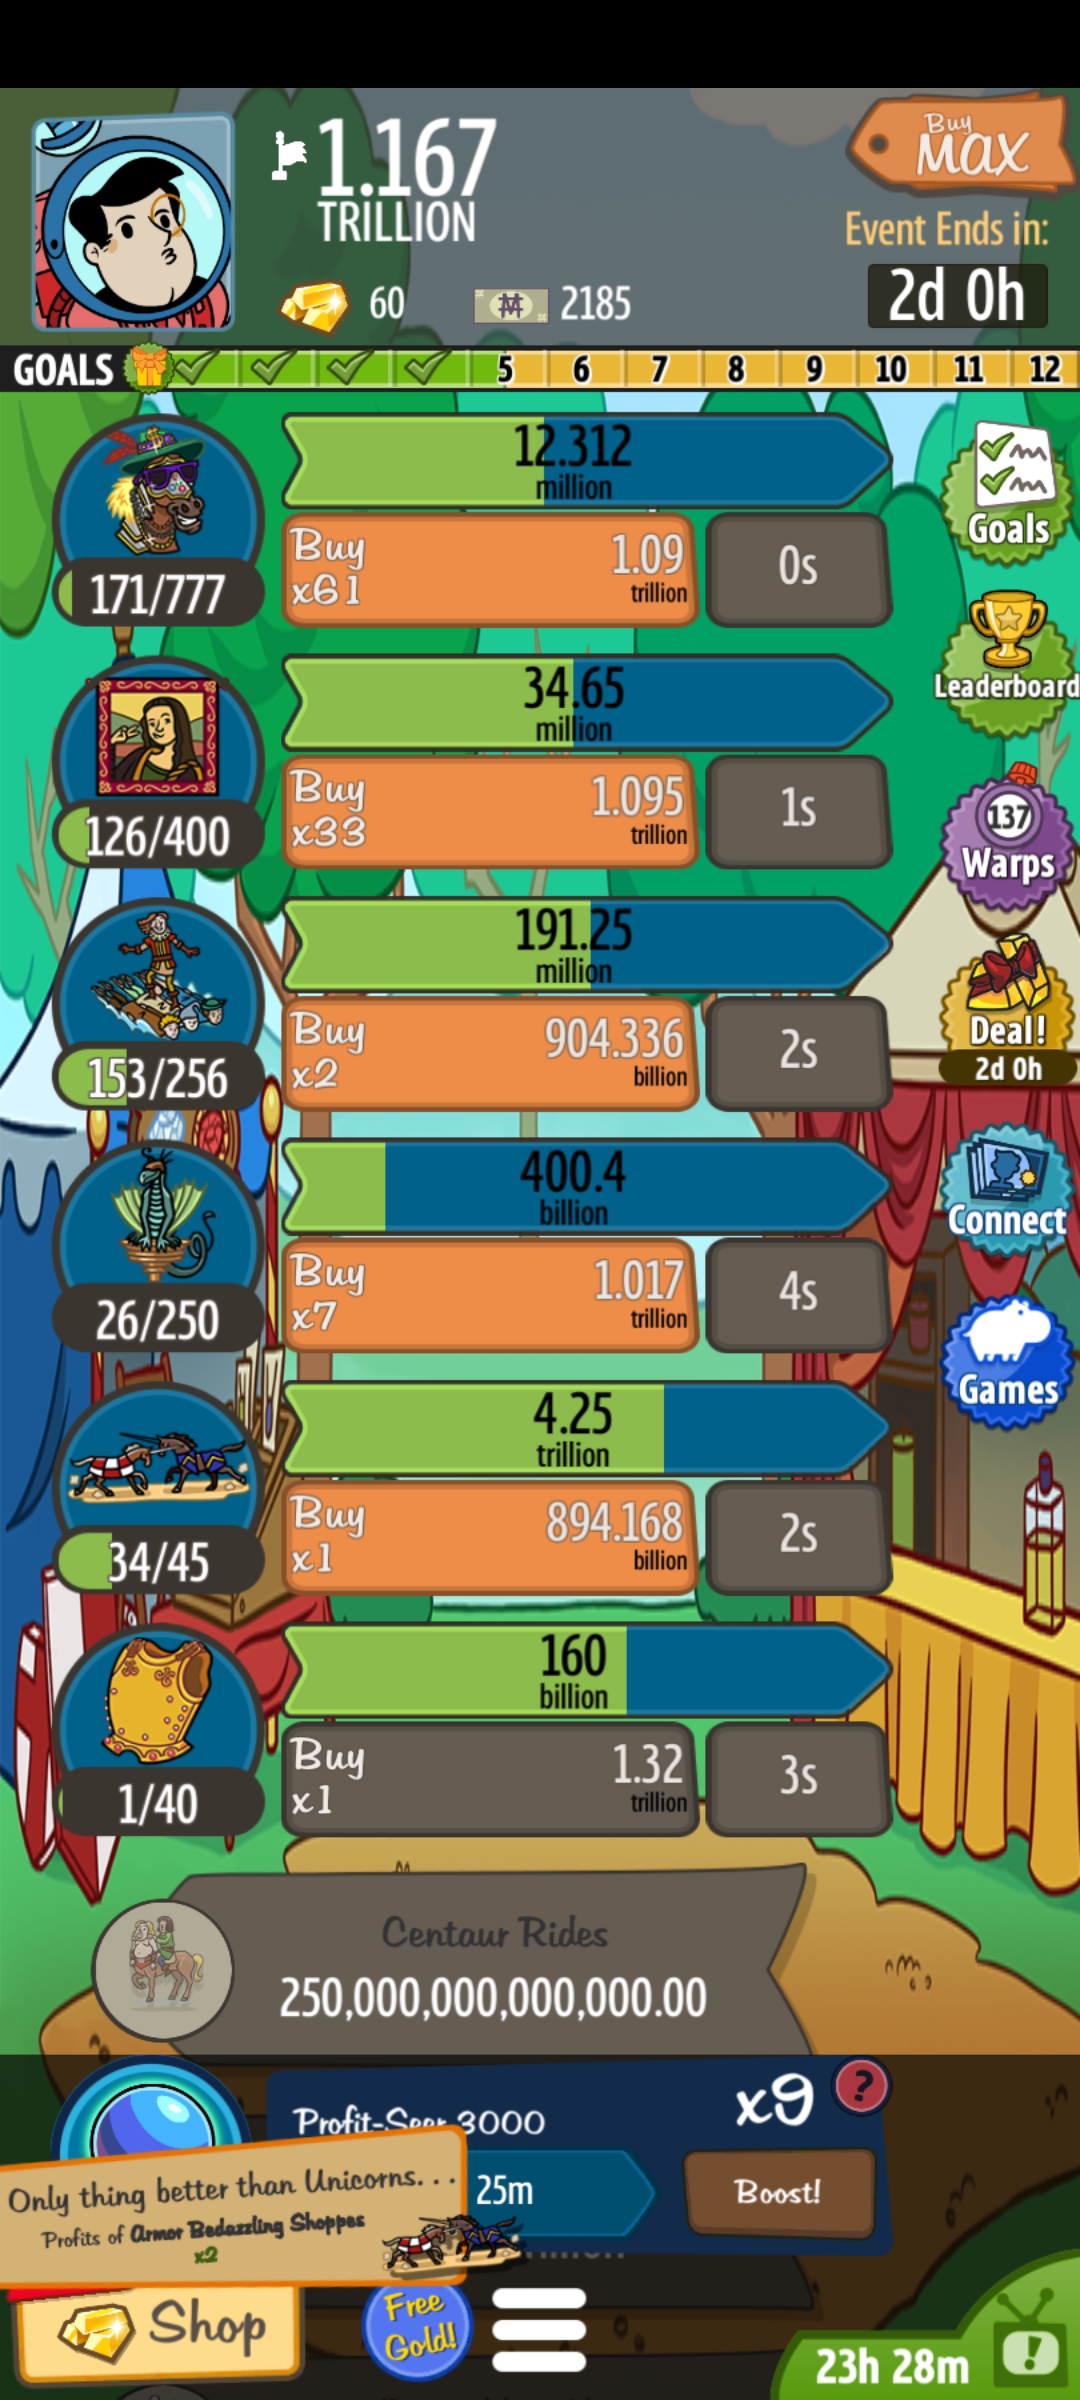 1.167
TRILLION
60
2185
Buy
MAX
Event Ends in:
2d 0h
GOALS
5 6 7 8 9 10 11 12
12.312
million
Buy
x61
1.09
trillion
0s
171/777
Goals
Leaderboard
34.65
million
Buy
x33
1.095
trillion
1s
126/400
137
Warps
191.25
million
Buy
x2
904.336
billion
2s
153/256
Deal!
2d 0h
400.4
billion
Buy
x7
1.017
trillion
4s
26/250
Connect
Games
4.25
trillion
Buy
x1
894.168
billion
2s
34/45
160
billion
Buy
x1
1.32
trillion
3s
1/40
Centaur Rides
250,000,000,000,000.00
Profit-Seer 3000
x9
?
25m
Boost!
Only thing better than Unicorns...
Profits of Armor Bedazzling Shoppes
x2
Shop
Free
Gold!
23h 28m